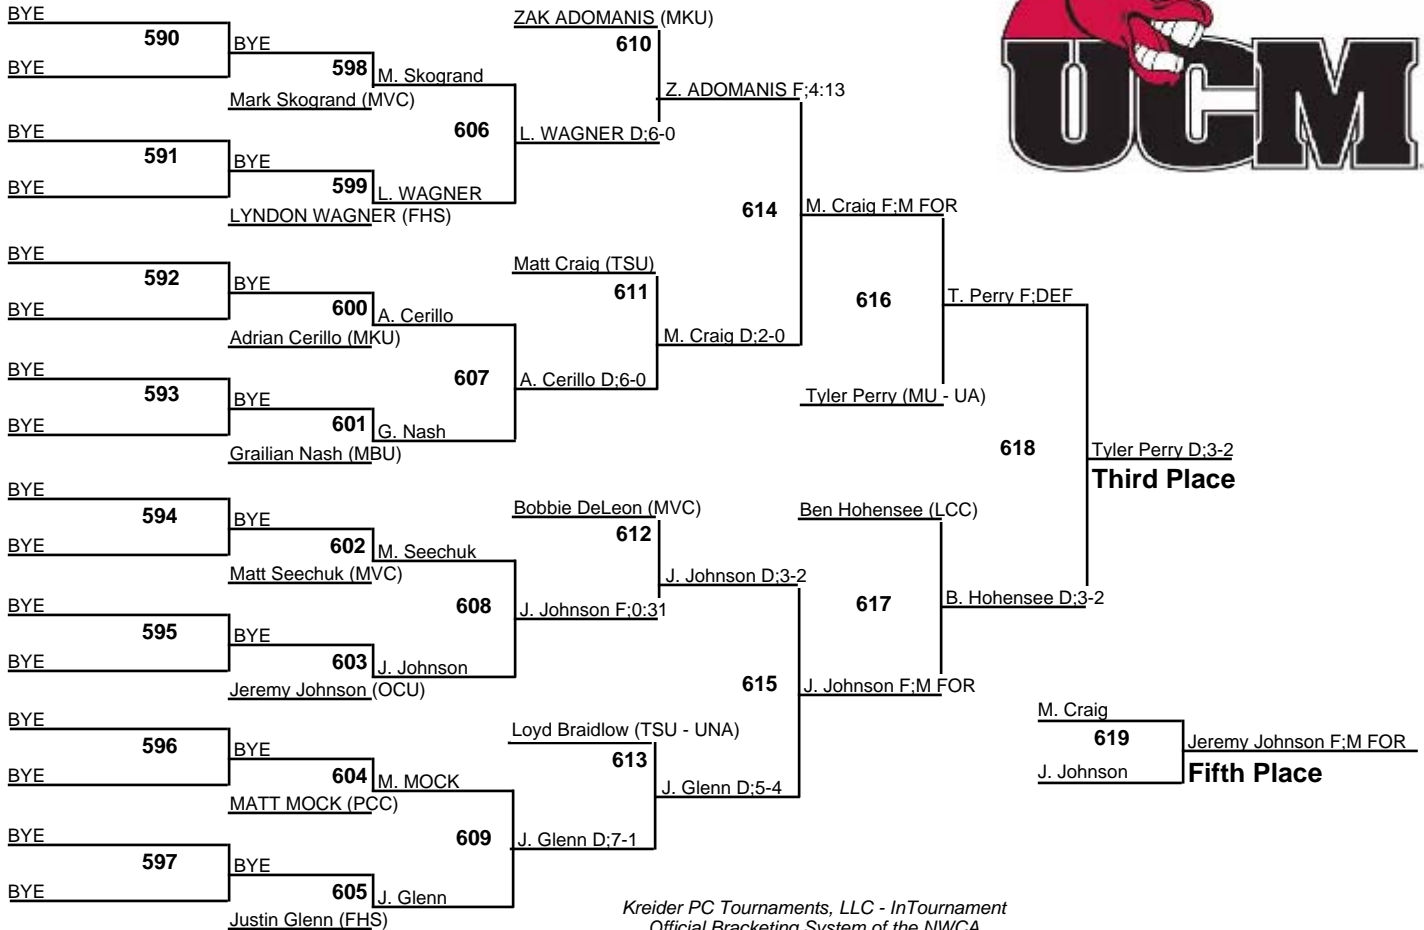 BYE
590
BYE
BYE
598
Mark Skogrand (MVC)
M. Skogrand
606
BYE
591
BYE
BYE
599
LYNDON WAGNER (FHS)
L. WAGNER
L. WAGNER D;6-0
ZAK ADOMANIS (MKU)
610
Z. ADOMANIS F;4:13
BYE
592
BYE
BYE
600
Adrian Cerillo (MKU)
A. Cerillo
607
BYE
593
BYE
BYE
601
Grailian Nash (MBU)
G. Nash
A. Cerillo D;6-0
Matt Craig (TSU)
611
M. Craig D;2-0
614
M. Craig F;M FOR
616
Tyler Perry (MU - UA)
T. Perry F;DEF
BYE
594
BYE
BYE
602
Matt Seechuk (MVC)
M. Seechuk
608
BYE
595
BYE
BYE
603
Jeremy Johnson (OCU)
J. Johnson
J. Johnson F;0:31
Bobbie DeLeon (MVC)
612
J. Johnson D;3-2
BYE
596
BYE
BYE
604
MATT MOCK (PCC)
M. MOCK
609
BYE
597
BYE
BYE
605
Justin Glenn (FHS)
J. Glenn
J. Glenn D;7-1
Loyd Braidlow (TSU - UNA)
613
J. Glenn D;5-4
615
J. Johnson F;M FOR
617
Ben Hohensee (LCC)
B. Hohensee D;3-2
618
Tyler Perry D;3-2
Third Place
M. Craig
619
J. Johnson
Jeremy Johnson F;M FOR
Fifth Place
UCM
Kreider PC Tournaments, LLC - InTournament
Official Bracketing System of the NWCA